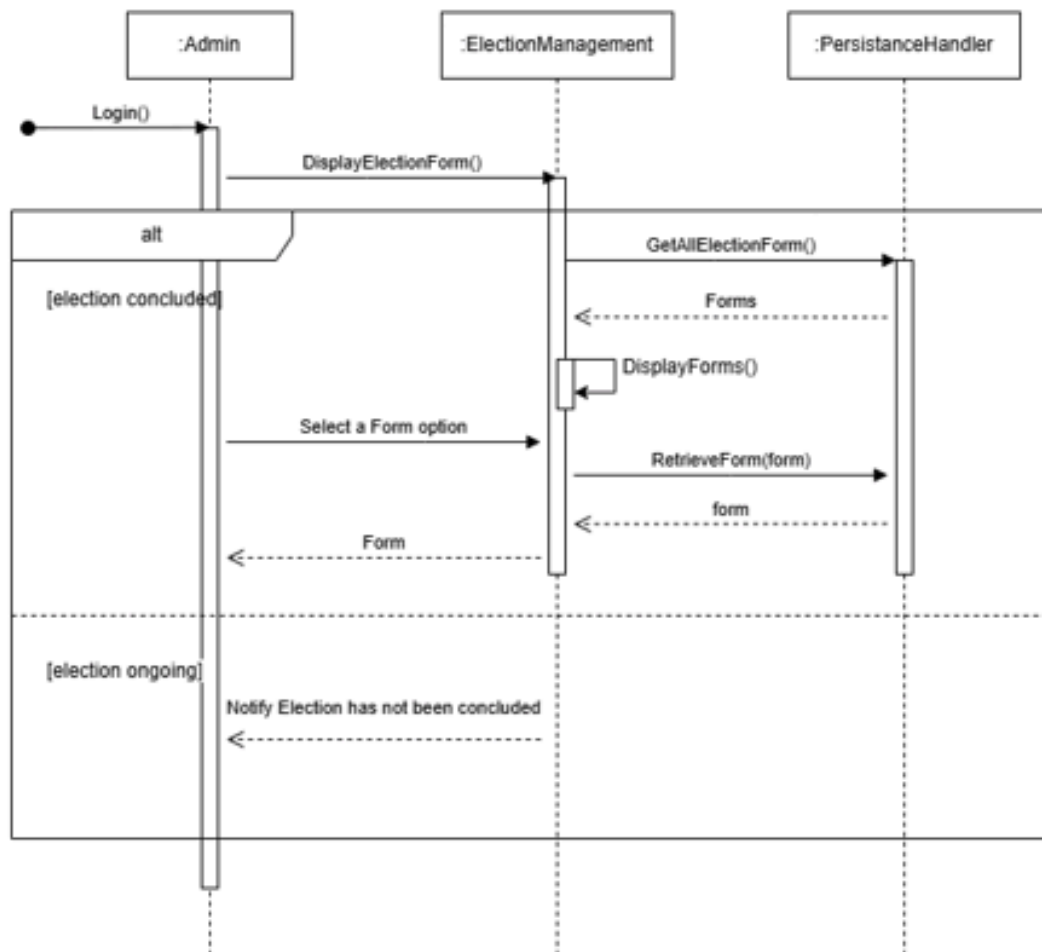 :Admin
:ElectionManagement
:PersistanceHandler
Login()
DisplayElectionForm()
alt
GetAllElectionForm()
[election concluded]
Forms
DisplayForms()
Select a Form option
RetrieveForm(form)
form
Form
[election ongoing]
Notify Election has not been concluded